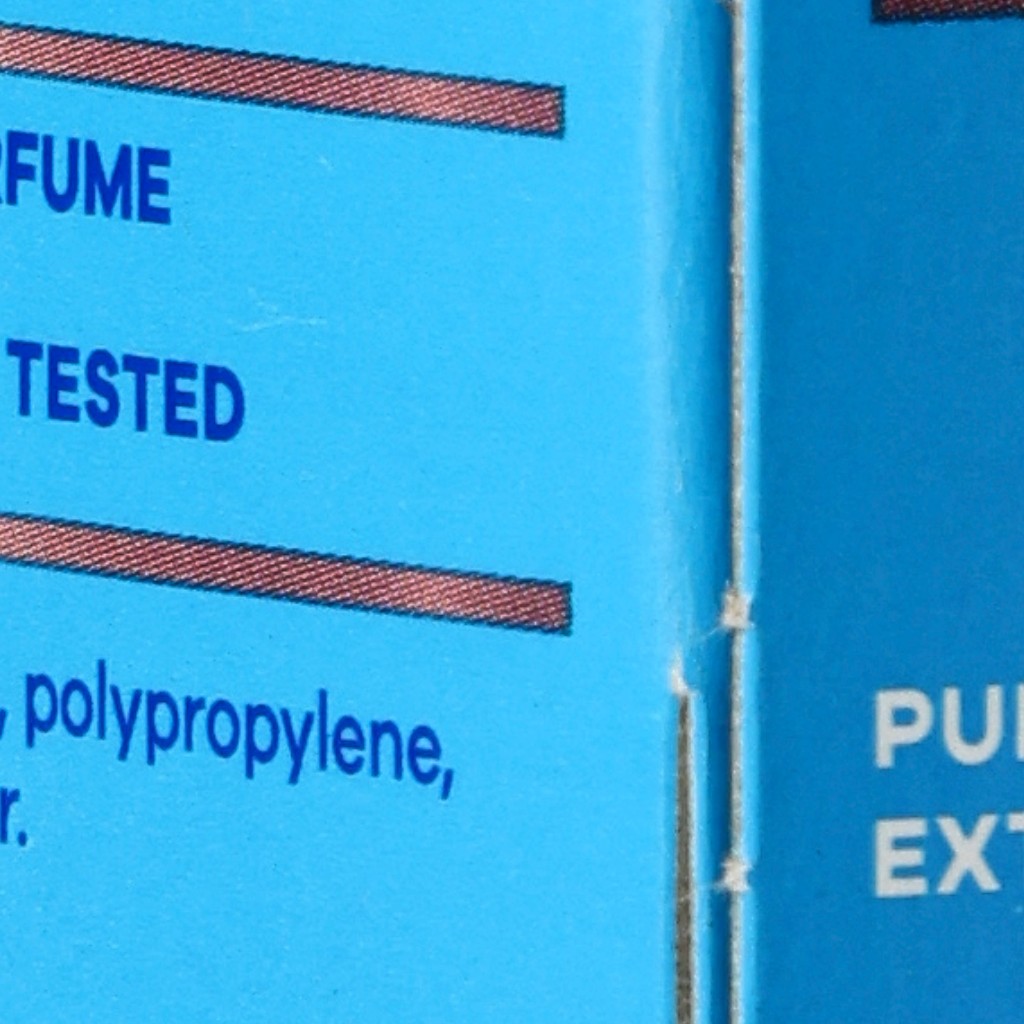 RFUME
TESTED
, polypropylene,
r.
PU
EXT